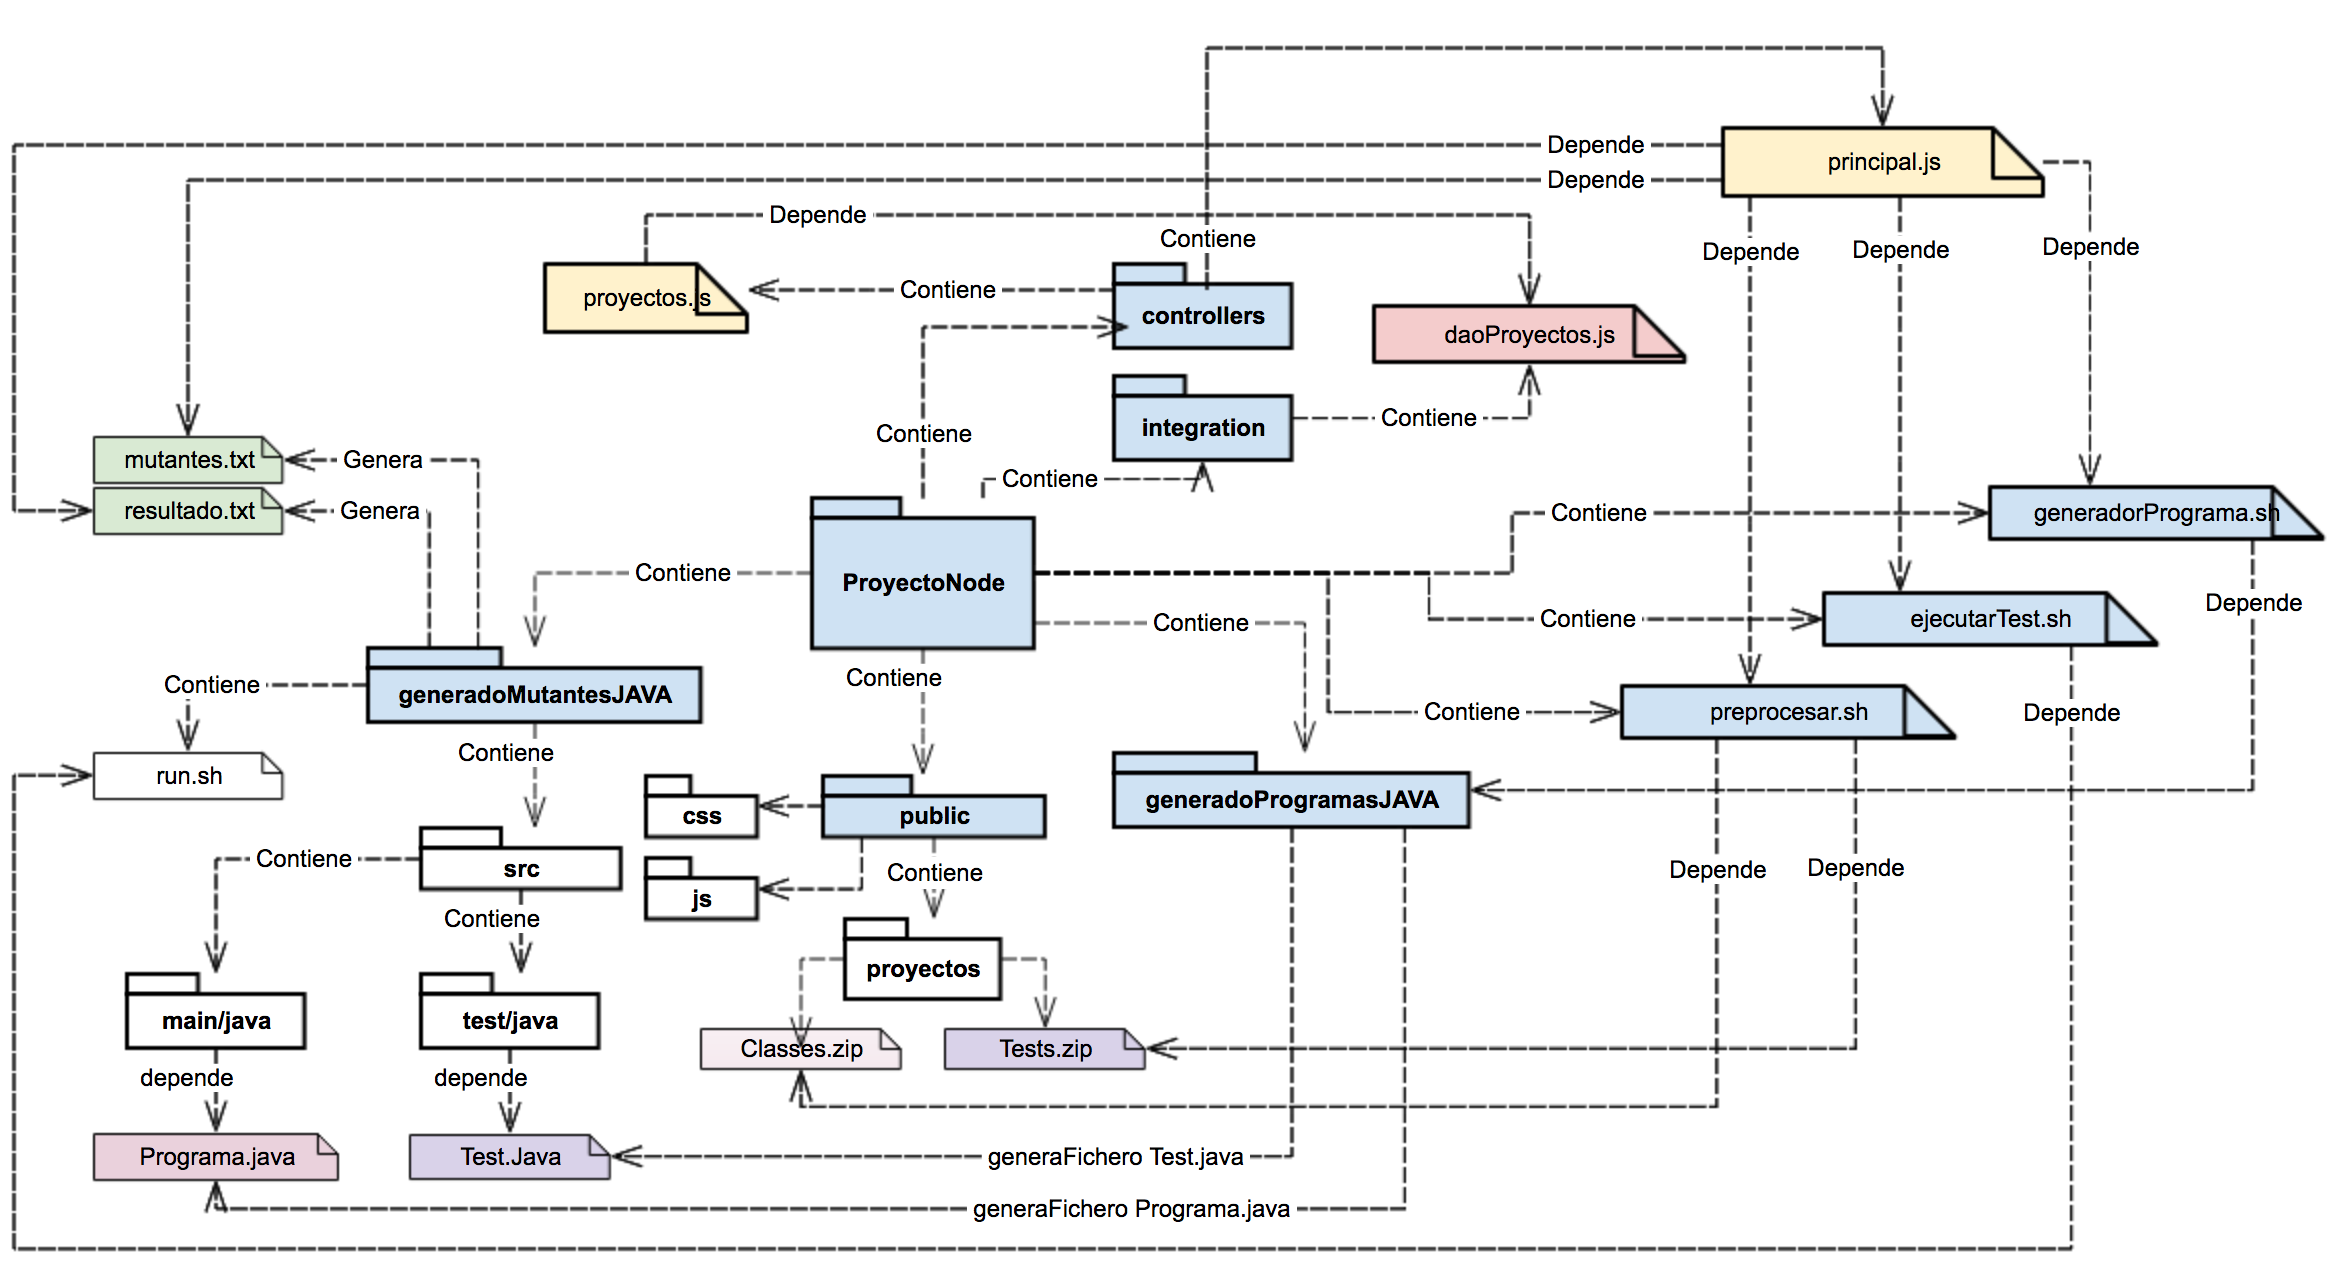 Depende
principal.js
Depende
Depende
Contiene
Depende
Depende
Depende
proyectos.js
Contiene
controllers
daoProyectos.js
Contiene
integration
Contiene
mutantes.txt
Genera
Contiene
resultado.txt
Genera
Contiene
generadorPrograma.sh
Contiene
ProyectoNode
Contiene
Contiene
ejecutarTest.sh
Depende
Contiene
Contiene
generadoMutantesJAVA
Contiene
Contiene
preprocesar.sh
Depende
Contiene
run.sh
css
public
generadoProgramasJAVA
Contiene
src
js
Contiene
Depende
Depende
Contiene
proyectos
main/java
test/java
Classes.zip
Tests.zip
depende
depende
Programa.java
Test.Java
generaFichero Test.java
generaFichero Programa.java